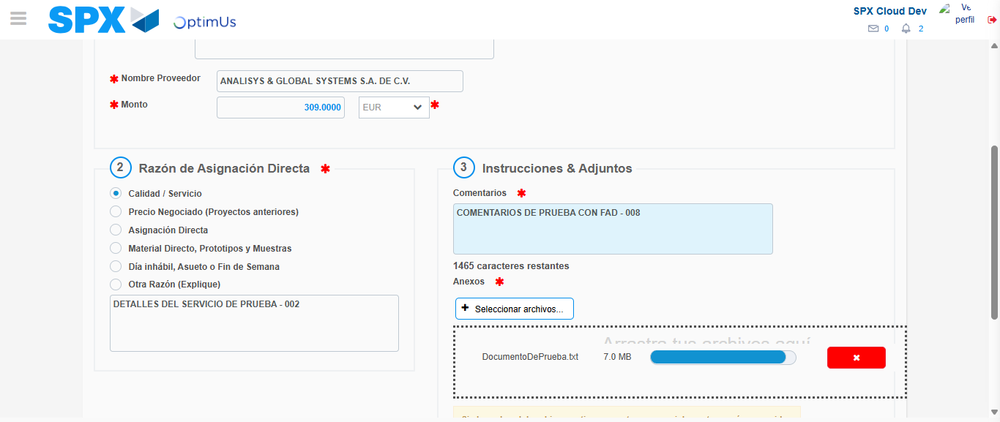 SPX
OptimUs
SPX Cloud Dev
0
2
Ve
perfil
Nombre Proveedor
ANALISYS & GLOBAL SYSTEMS S.A. DE C.V.
Monto
309.0000
EUR
2
Razón de Asignación Directa
Calidad / Servicio
Precio Negociado (Proyectos anteriores)
Asignación Directa
Material Directo, Prototipos y Muestras
Día inhábil, Asueto o Fin de Semana
Otra Razón (Explique)
DETALLES DEL SERVICIO DE PRUEBA - 002
3
Instrucciones & Adjuntos
Comentarios
COMENTARIOS DE PRUEBA CON FAD - 008
1465 caracteres restantes
Anexos
Seleccionar archivos...
Arrastra tus archivos aquí
DocumentoDePrueba.txt
7.0 MB